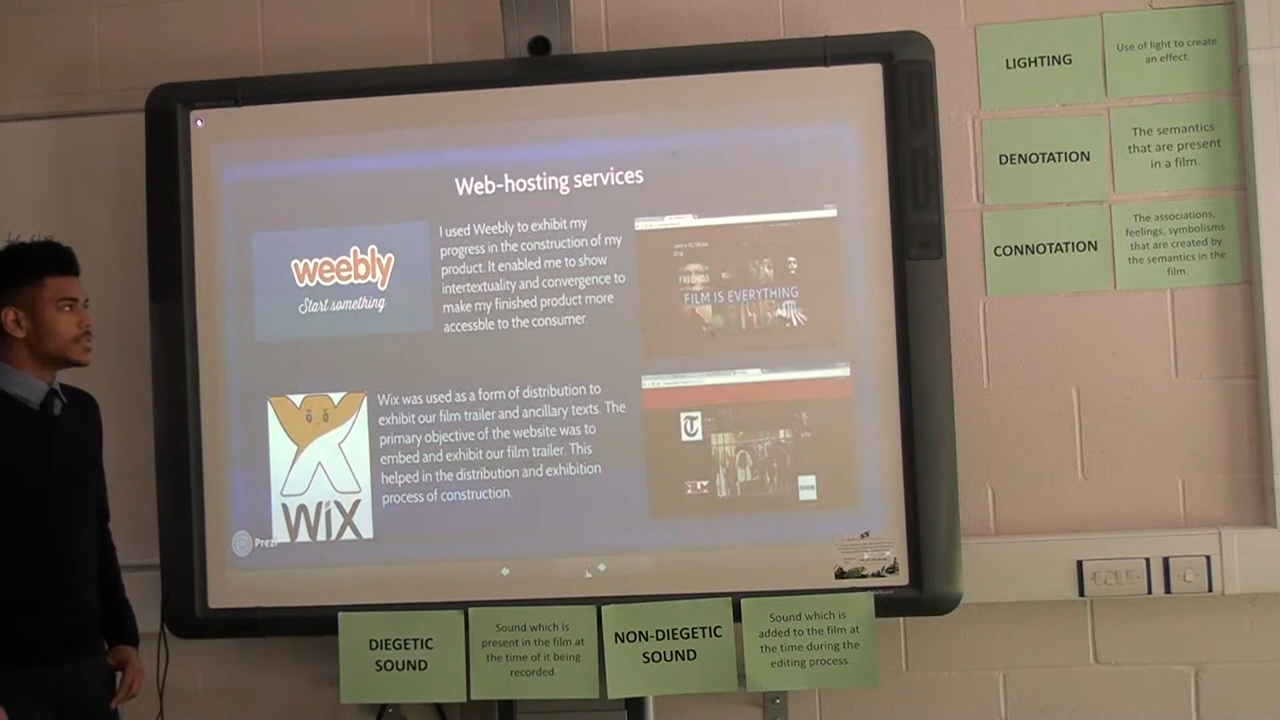 Web-hosting services
weebly
Start something
I used Weebly to exhibit my
progress in the construction of my
product. It enabled me to show
intertextuality and convergence to
make my finished product more
accessble to the consumer.
FRIENDS
FILM IS EVERYTHING
WiX
Wix was used as a form of distribution to
exhibit our film trailer and ancillary texts. The
primary objective of the website was to
embed and exhibit our film trailer. This
helped in the distribution and exhibition
process of construction.
T
Prezi
LIGHTING
Use of light to create
an effect.
DENOTATION
The semantics
that are present
in a film.
CONNOTATION
The associations,
feelings, symbolisms
that are created by
the semantics in the
film.
DIEGETIC
SOUND
Sound which is
present in the film at
the time of it being
recorded.
NON-DIEGETIC
SOUND
Sound which is
added to the film at
the time during the
editing process.